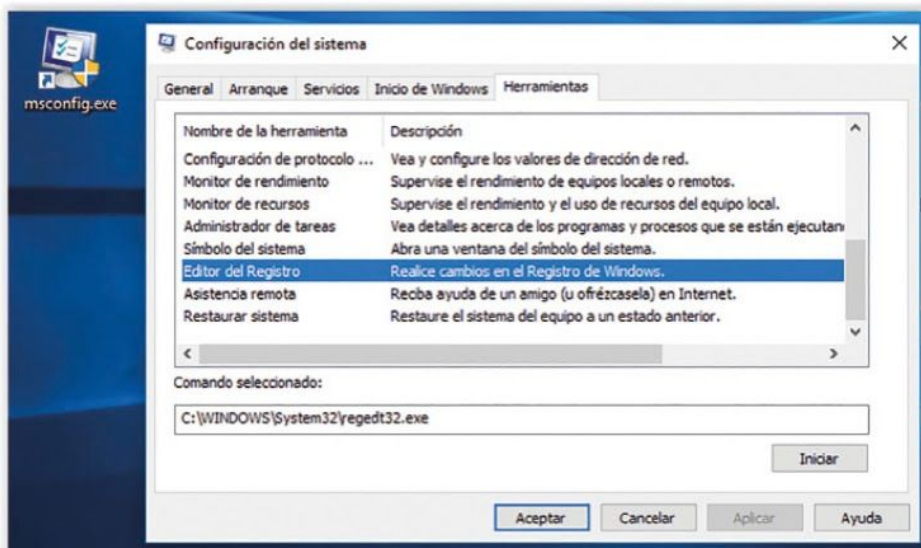 msconfig.exe
Configuración del sistema
General Arranque Servicios Inicio de Windows Herramientas
Nombre de la herramienta Descripción
Configuración de protocolo ... Vea y configure los valores de dirección de red.
Monitor de rendimiento Supervise el rendimiento de equipos locales o remotos.
Monitor de recursos Supervise el rendimiento y el uso de recursos del equipo local.
Administrador de tareas Vea detalles acerca de los programas y procesos que se están ejecutan
Símbolo del sistema Abra una ventana del símbolo del sistema.
Editor del Registro Realice cambios en el Registro de Windows.
Asistencia remota Reciba ayuda de un amigo (u ofrézcasela) en Internet.
Restaurar sistema Restaure el sistema del equipo a un estado anterior.
Comando seleccionado:
C:\WINDOWS\System32\regedt32.exe
Iniciar
Aceptar Cancelar Aplicar Ayuda